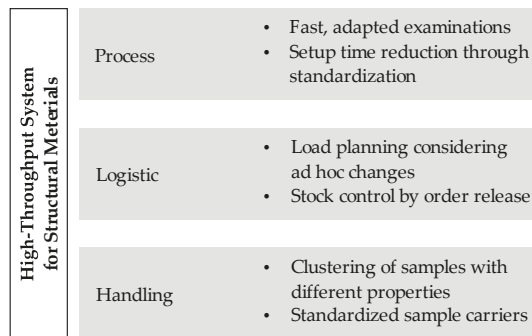 High-Throughput System
for Structural Meterials
Process
• Fast, adapted examinations
• Setup time reduction through
standardization
Logistic
• Load planning considering
ad hoc changes
• Stock control by order release
Handling
• Clustering of samples with
different properties
• Standardized sample carriers